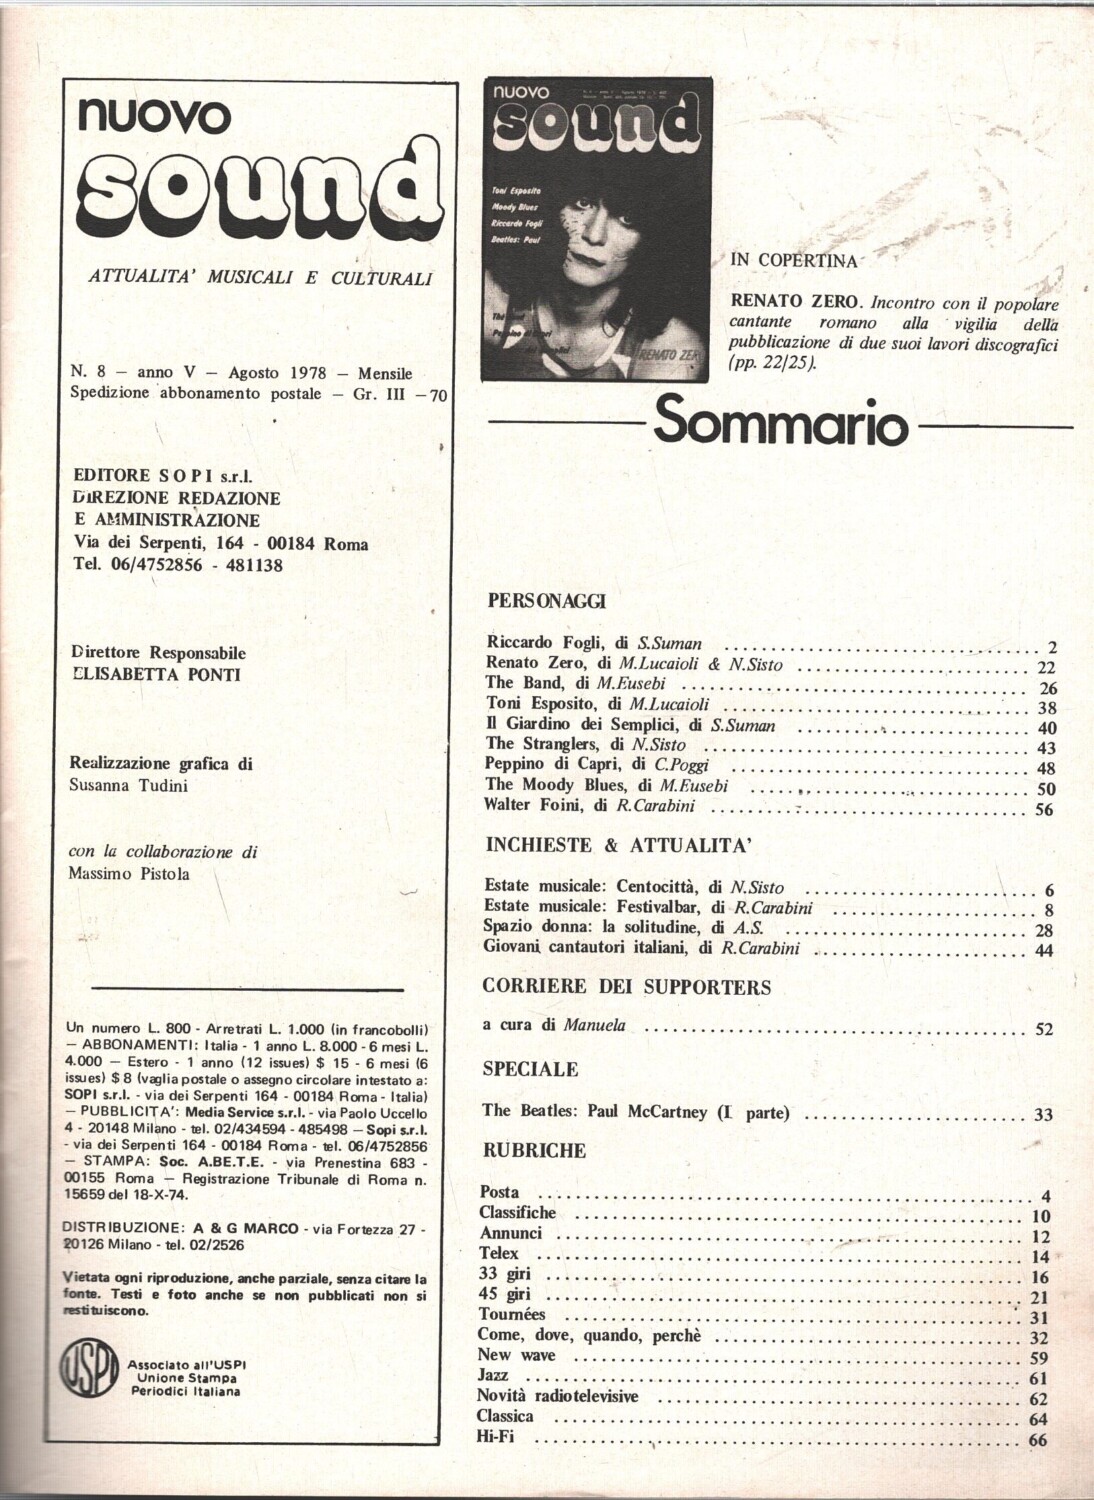 nuovo
sound
ATTUALITA' MUSICALI E CULTURALI
N. 8 — anno V — Agosto 1978 — Mensile
Spedizione abbonamento postale — Gr. III — 70
EDITORE S O P I s.r.l.
DIREZIONE REDAZIONE
E AMMINISTRAZIONE
Via dei Serpenti, 164 - 00184 Roma
Tel. 06/4752856 - 481138
Direttore Responsabile
ELISABETTA PONTI
Realizzazione grafica di
Susanna Tudini
con la collaborazione di
Massimo Pistola
Un numero L. 800 - Arretrati L. 1.000 (in francobolli)
— ABBONAMENTI: Italia - 1 anno L. 8.000 - 6 mesi L.
4.000 — Estero - 1 anno (12 issues) $ 15 - 6 mesi (6
issues) $ 8 (vaglia postale o assegno circolare intestato a:
SOPI s.r.l. - via dei Serpenti 164 - 00184 Roma - Italia)
— PUBBLICITA': Media Service s.r.l. - via Paolo Uccello
4 - 20148 Milano - tel. 02/434594 - 485498 — Sopi s.r.l.
- via dei Serpenti 164 - 00184 Roma - tel. 06/4752856
— STAMPA: Soc. A.BE.T.E. - via Prenestina 683 -
00155 Roma — Registrazione Tribunale di Roma n.
15659 del 18-X-74.
DISTRIBUZIONE: A & G MARCO - via Fortezza 27 -
20126 Milano - tel. 02/2526
Vietata ogni riproduzione, anche parziale, senza citare la
fonte. Testi e foto anche se non pubblicati non si
restituiscono.
USPI
Associato all'USPI
Unione Stampa
Periodici Italiana
nuovo
sound
Toni Esposito
Moody Blues
Riccardo Fogli
Beatles: Paul
RENATO ZERO
IN COPERTINA
RENATO ZERO. Incontro con il popolare
cantante romano alla vigilia della
pubblicazione di due suoi lavori discografici
(pp. 22/25).
Sommario
PERSONAGGI
Riccardo Fogli, di S.Suman ........ 2
Renato Zero, di M.Lucaioli & N.Sisto ........ 22
The Band, di M.Eusebi ........ 26
Toni Esposito, di M.Lucaioli ........ 38
Il Giardino dei Semplici, di S.Suman ........ 40
The Stranglers, di N.Sisto ........ 43
Peppino di Capri, di C.Poggi ........ 48
The Moody Blues, di M.Eusebi ........ 50
Walter Foini, di R.Carabini ........ 56
INCHIESTE & ATTUALITA'
Estate musicale: Centocittà, di N.Sisto ........ 6
Estate musicale: Festivalbar, di R.Carabini ........ 8
Spazio donna: la solitudine, di A.S. ........ 28
Giovani cantautori italiani, di R.Carabini ........ 44
CORRIERE DEI SUPPORTERS
a cura di Manuela ........ 52
SPECIALE
The Beatles: Paul McCartney (I parte) ........ 33
RUBRICHE
Posta ........ 4
Classifiche ........ 10
Annunci ........ 12
Telex ........ 14
33 giri ........ 16
45 giri ........ 21
Tournées ........ 31
Come, dove, quando, perchè ........ 32
New wave ........ 59
Jazz ........ 61
Novità radiotelevisive ........ 62
Classica ........ 64
Hi-Fi ........ 66